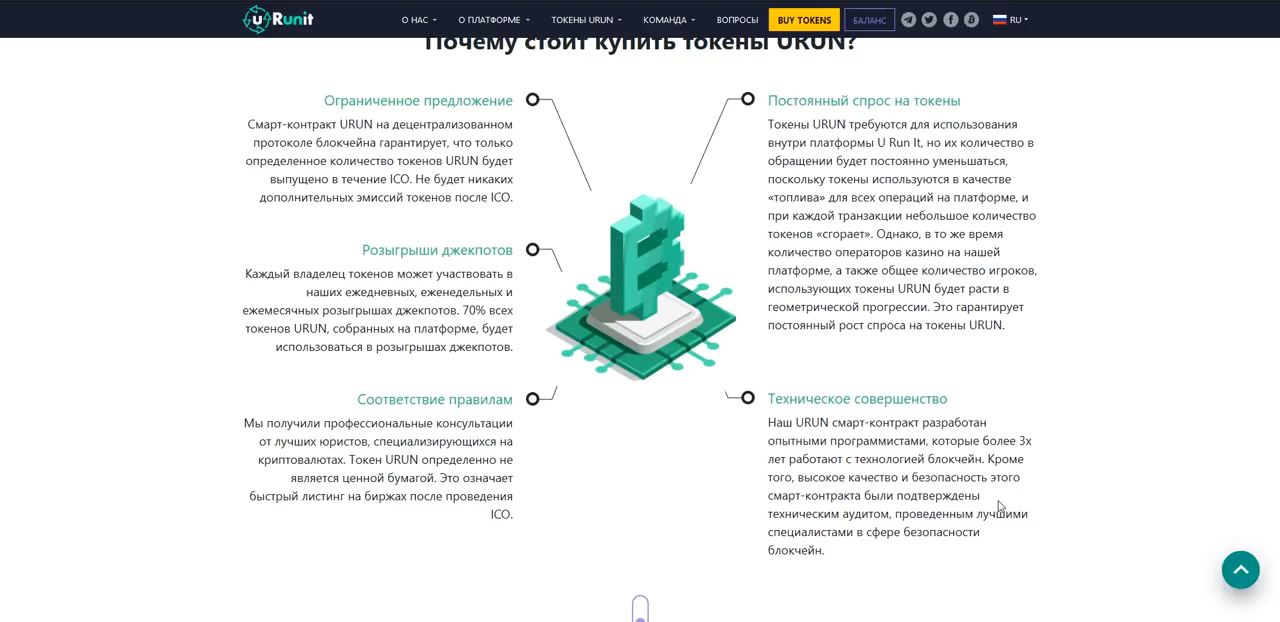 uRunit
О НАС
О ПЛАТФОРМЕ
ТОКЕНЫ URUN
КОМАНДА
ВОПРОСЫ
BUY TOKENS
БАЛАНС
RU
Почему стоит купить токены URUN?
Ограниченное предложение
Смарт-контракт URUN на децентрализованном
протоколе блокчейна гарантирует, что только
определенное количество токенов URUN будет
выпущено в течение ICO. Не будет никаких
дополнительных эмиссий токенов после ICO.
Розыгрыши джекпотов
Каждый владелец токенов может участвовать в
наших ежедневных, еженедельных и
ежемесячных розыгрышах джекпотов. 70% всех
токенов URUN, собранных на платформе, будет
использоваться в розыгрышах джекпотов.
Соответствие правилам
Мы получили профессиональные консультации
от лучших юристов, специализирующихся на
криптовалютах. Токен URUN определенно не
является ценной бумагой. Это означает
быстрый листинг на биржах после проведения
ICO.
Постоянный спрос на токены
Токены URUN требуются для использования
внутри платформы U Run It, но их количество в
обращении будет постоянно уменьшаться,
поскольку токены используются в качестве
«топлива» для всех операций на платформе, и
при каждой транзакции небольшое количество
токенов «сгорает». Однако, в то же время
количество операторов казино на нашей
платформе, а также общее количество игроков,
использующих токены URUN будет расти в
геометрической прогрессии. Это гарантирует
постоянный рост спроса на токены URUN.
Техническое совершенство
Наш URUN смарт-контракт разработан
опытными программистами, которые более 3х
лет работают с технологией блокчейн. Кроме
того, высокое качество и безопасность этого
смарт-контракта были подтверждены
техническим аудитом, проведенным лучшими
специалистами в сфере безопасности
блокчейн.